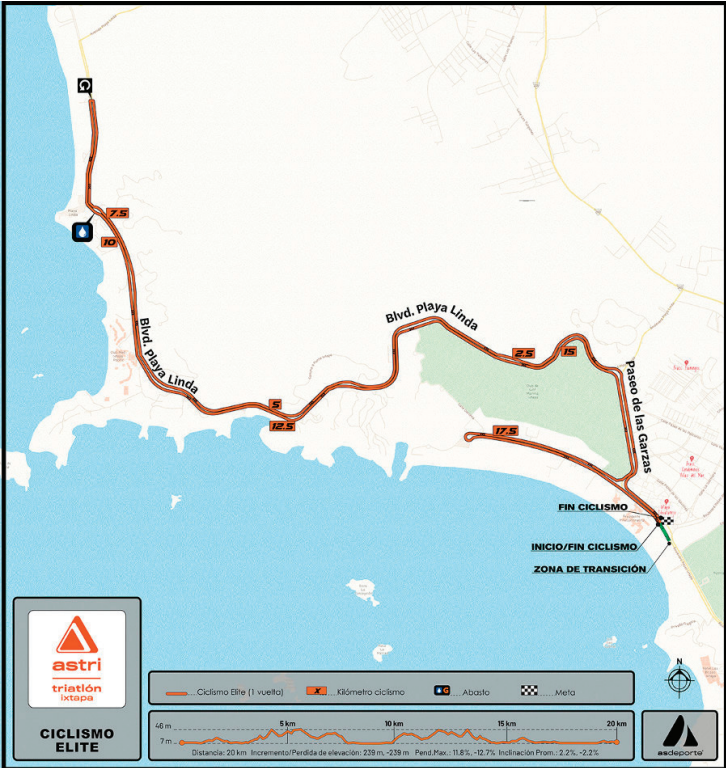 7.5
10
Blvd. Playa Linda
Blvd. Playa Linda
2.5
15
Paseo de las Garzas
5
12.5
17.5
FIN CICLISMO
INICIO/FIN CICLISMO
ZONA DE TRANSICIÓN
N
astri
triatlón
ixtapa
CICLISMO
ELITE
Ciclismo Elite (1 vuelta)
X
Kilómetro ciclismo
G
Abasto
Meta
46 m
7 m
5 km
10 km
15 km
20 km
Distancia: 20 km Incremento/Perdida de elevación: 239 m, -239 m Pend.Max.: 11.8%, -12.7% Inclinación Prom.: 2.2%, -2.2%
asdeporte